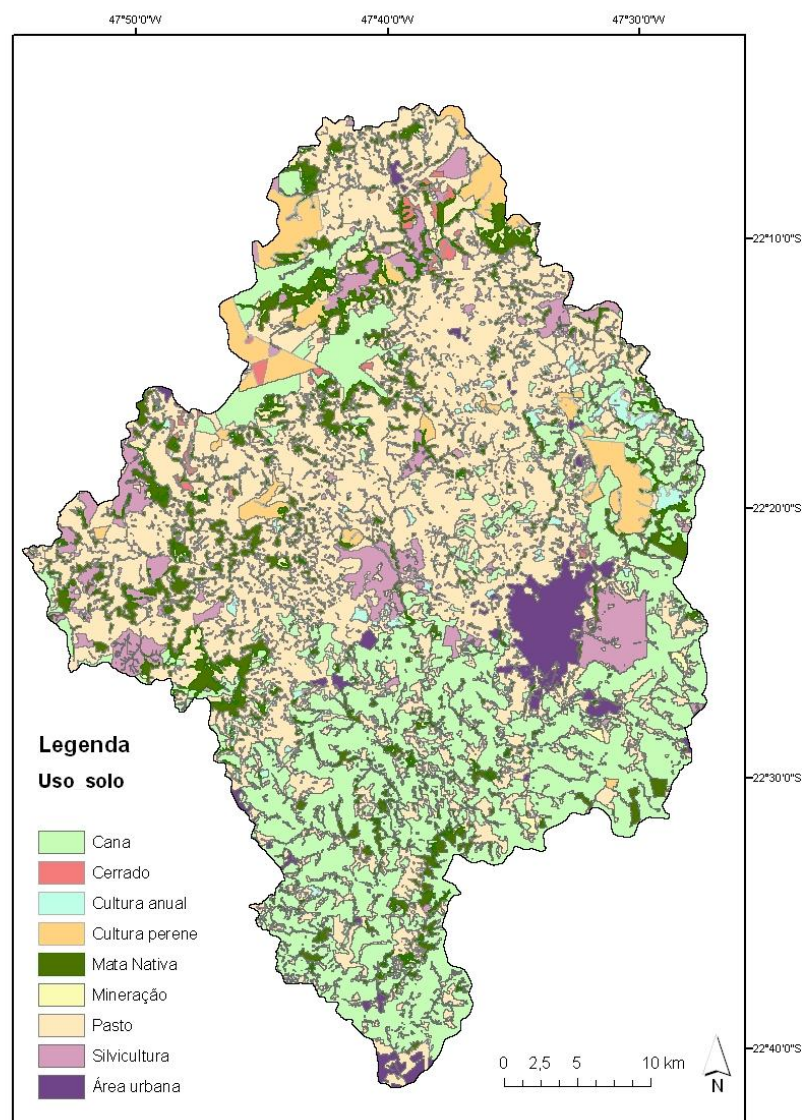 47°50'0"W 47°40'0"W 47°30'0"W
22°10'0"S
22°20'0"S
22°30'0"S
22°40'0"S
Legenda
Uso_solo
Cana
Cerrado
Cultura anual
Cultura perene
Mata Nativa
Mineração
Pasto
Silvicultura
Área urbana
0 2,5 5 10 km
N